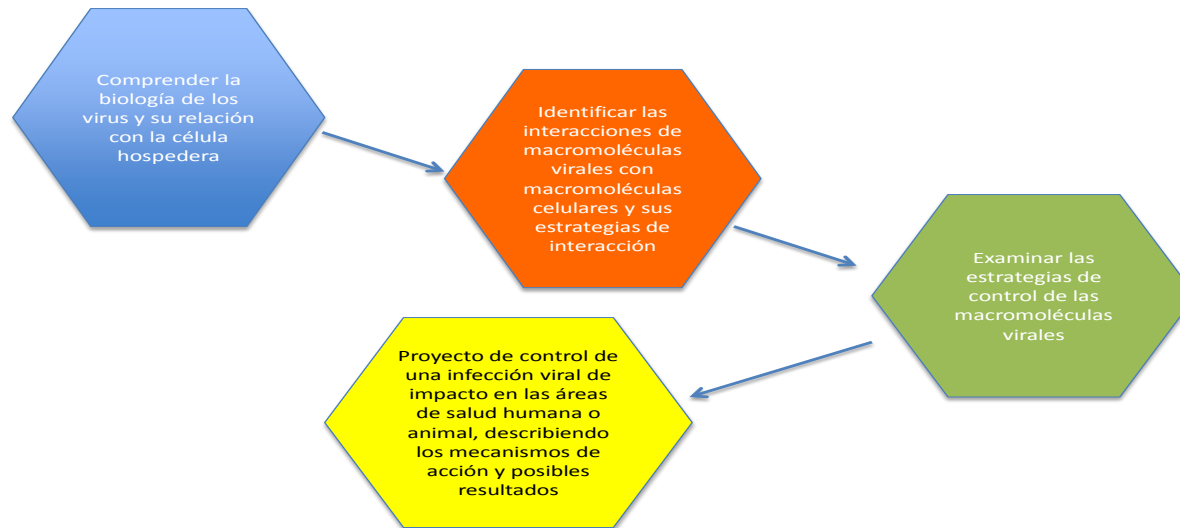 Comprender la
biología de los
virus y su relación
con la célula
hospedera
Identificar las
interacciones de
macromoléculas
virales con
macromoléculas
celulares y sus
estrategias de
interacción
Examinar las
estrategias de
control de las
macromoléculas
virales
Proyecto de control de
una infección viral de
impacto en las áreas
de salud humana o
animal, describiendo
los mecanismos de
acción y posibles
resultados